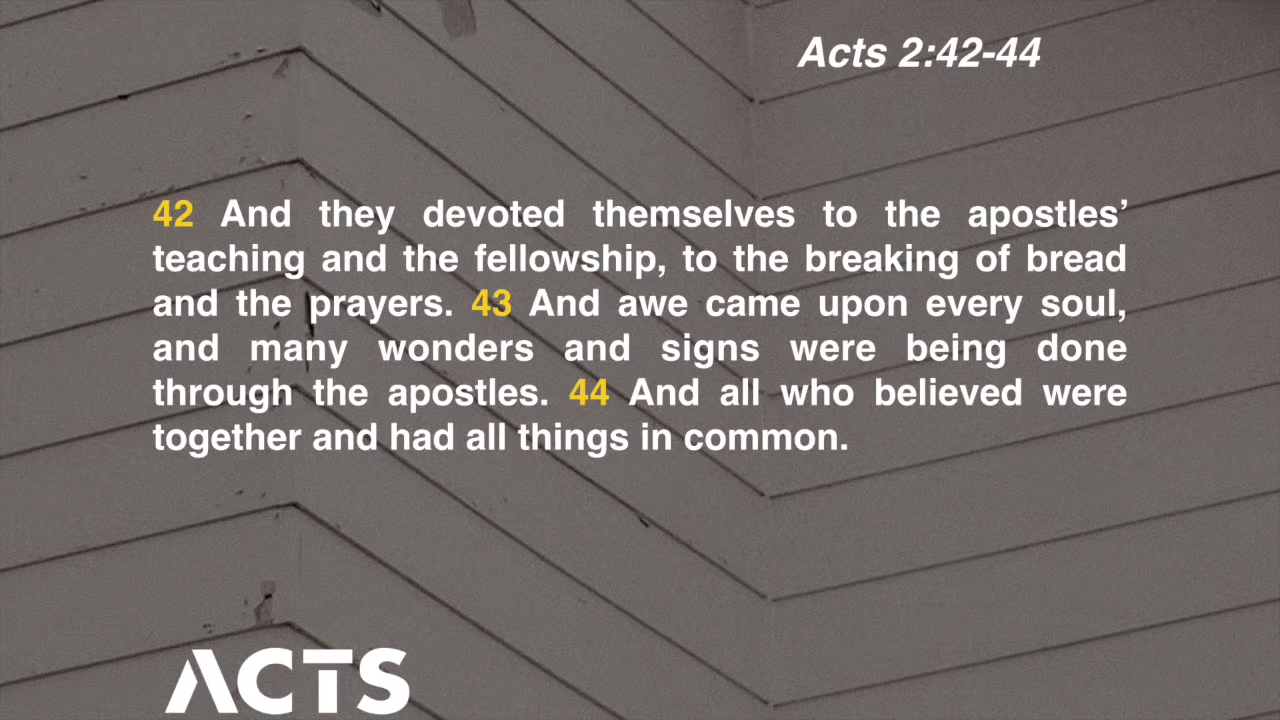 Acts 2:42-44
42 And they devoted themselves to the apostles’
teaching and the fellowship, to the breaking of bread
and the prayers. 43 And awe came upon every soul,
and many wonders and signs were being done
through the apostles. 44 And all who believed were
together and had all things in common.
ACTS